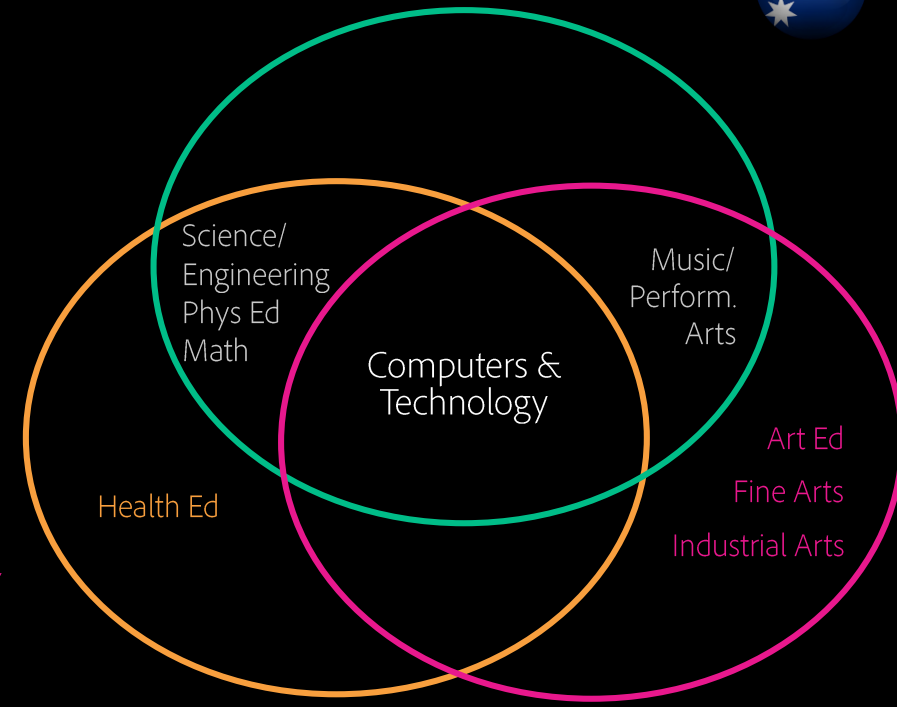 Science/
Engineering
Phys Ed
Math
Music/
Perform.
Arts
Computers &
Technology
Health Ed
Art Ed
Fine Arts
Industrial Arts